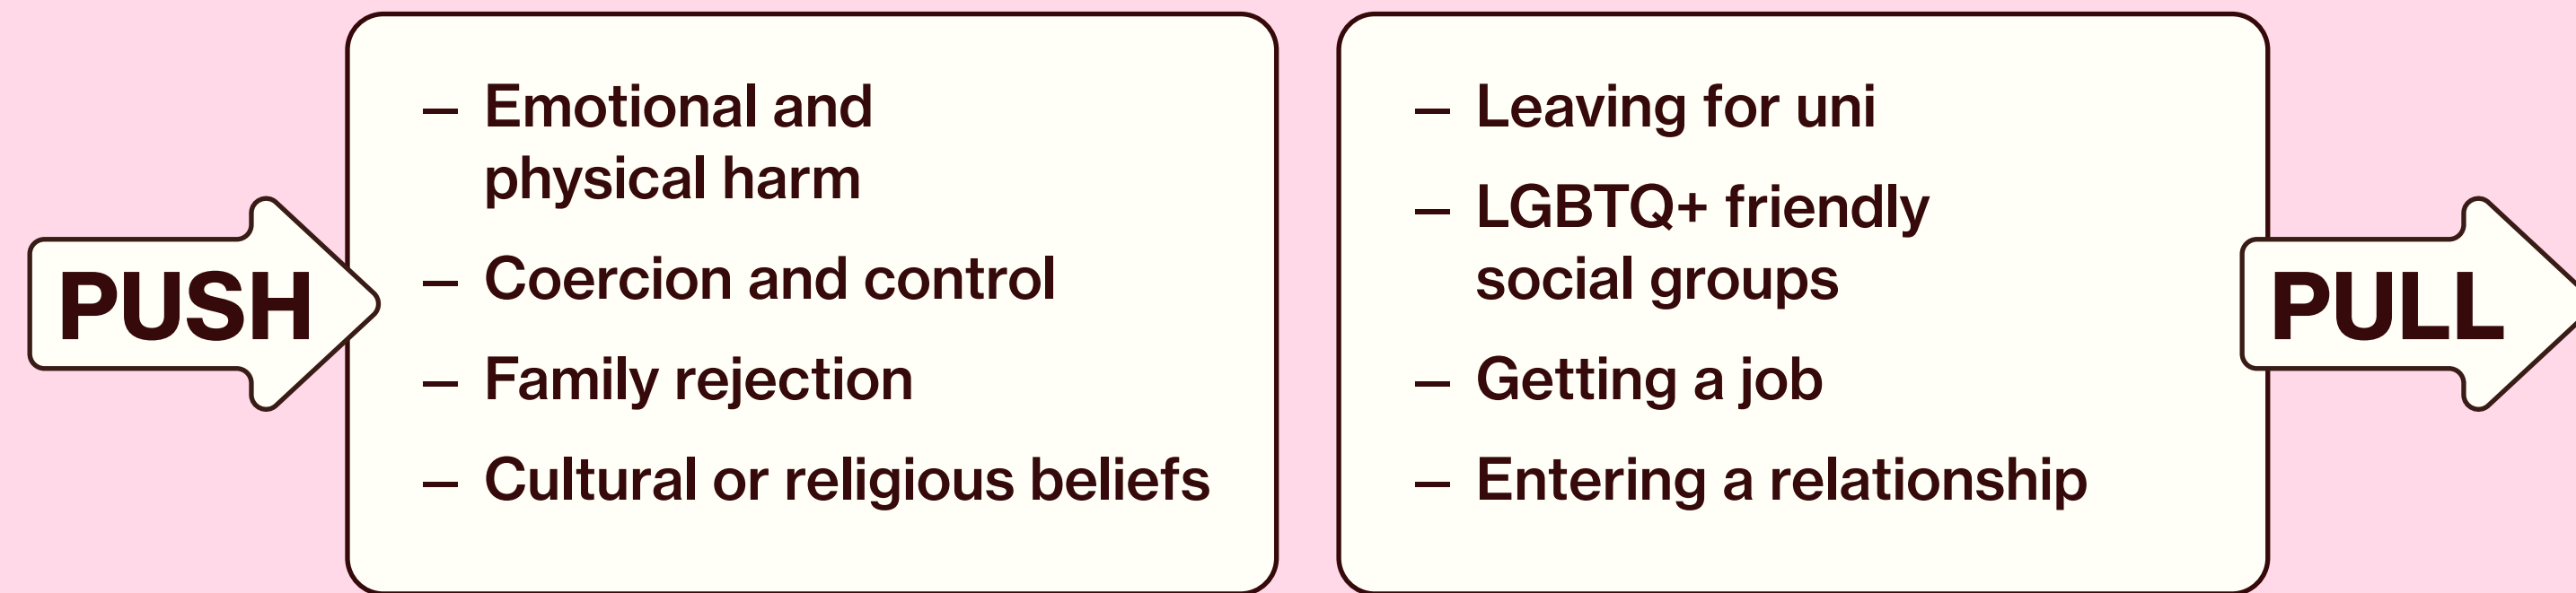 PUSH
— Emotional and
physical harm
— Coercion and control
— Family rejection
— Cultural or religious beliefs
— Leaving for uni
— LGBTQ+ friendly
social groups
— Getting a job
— Entering a relationship
PULL